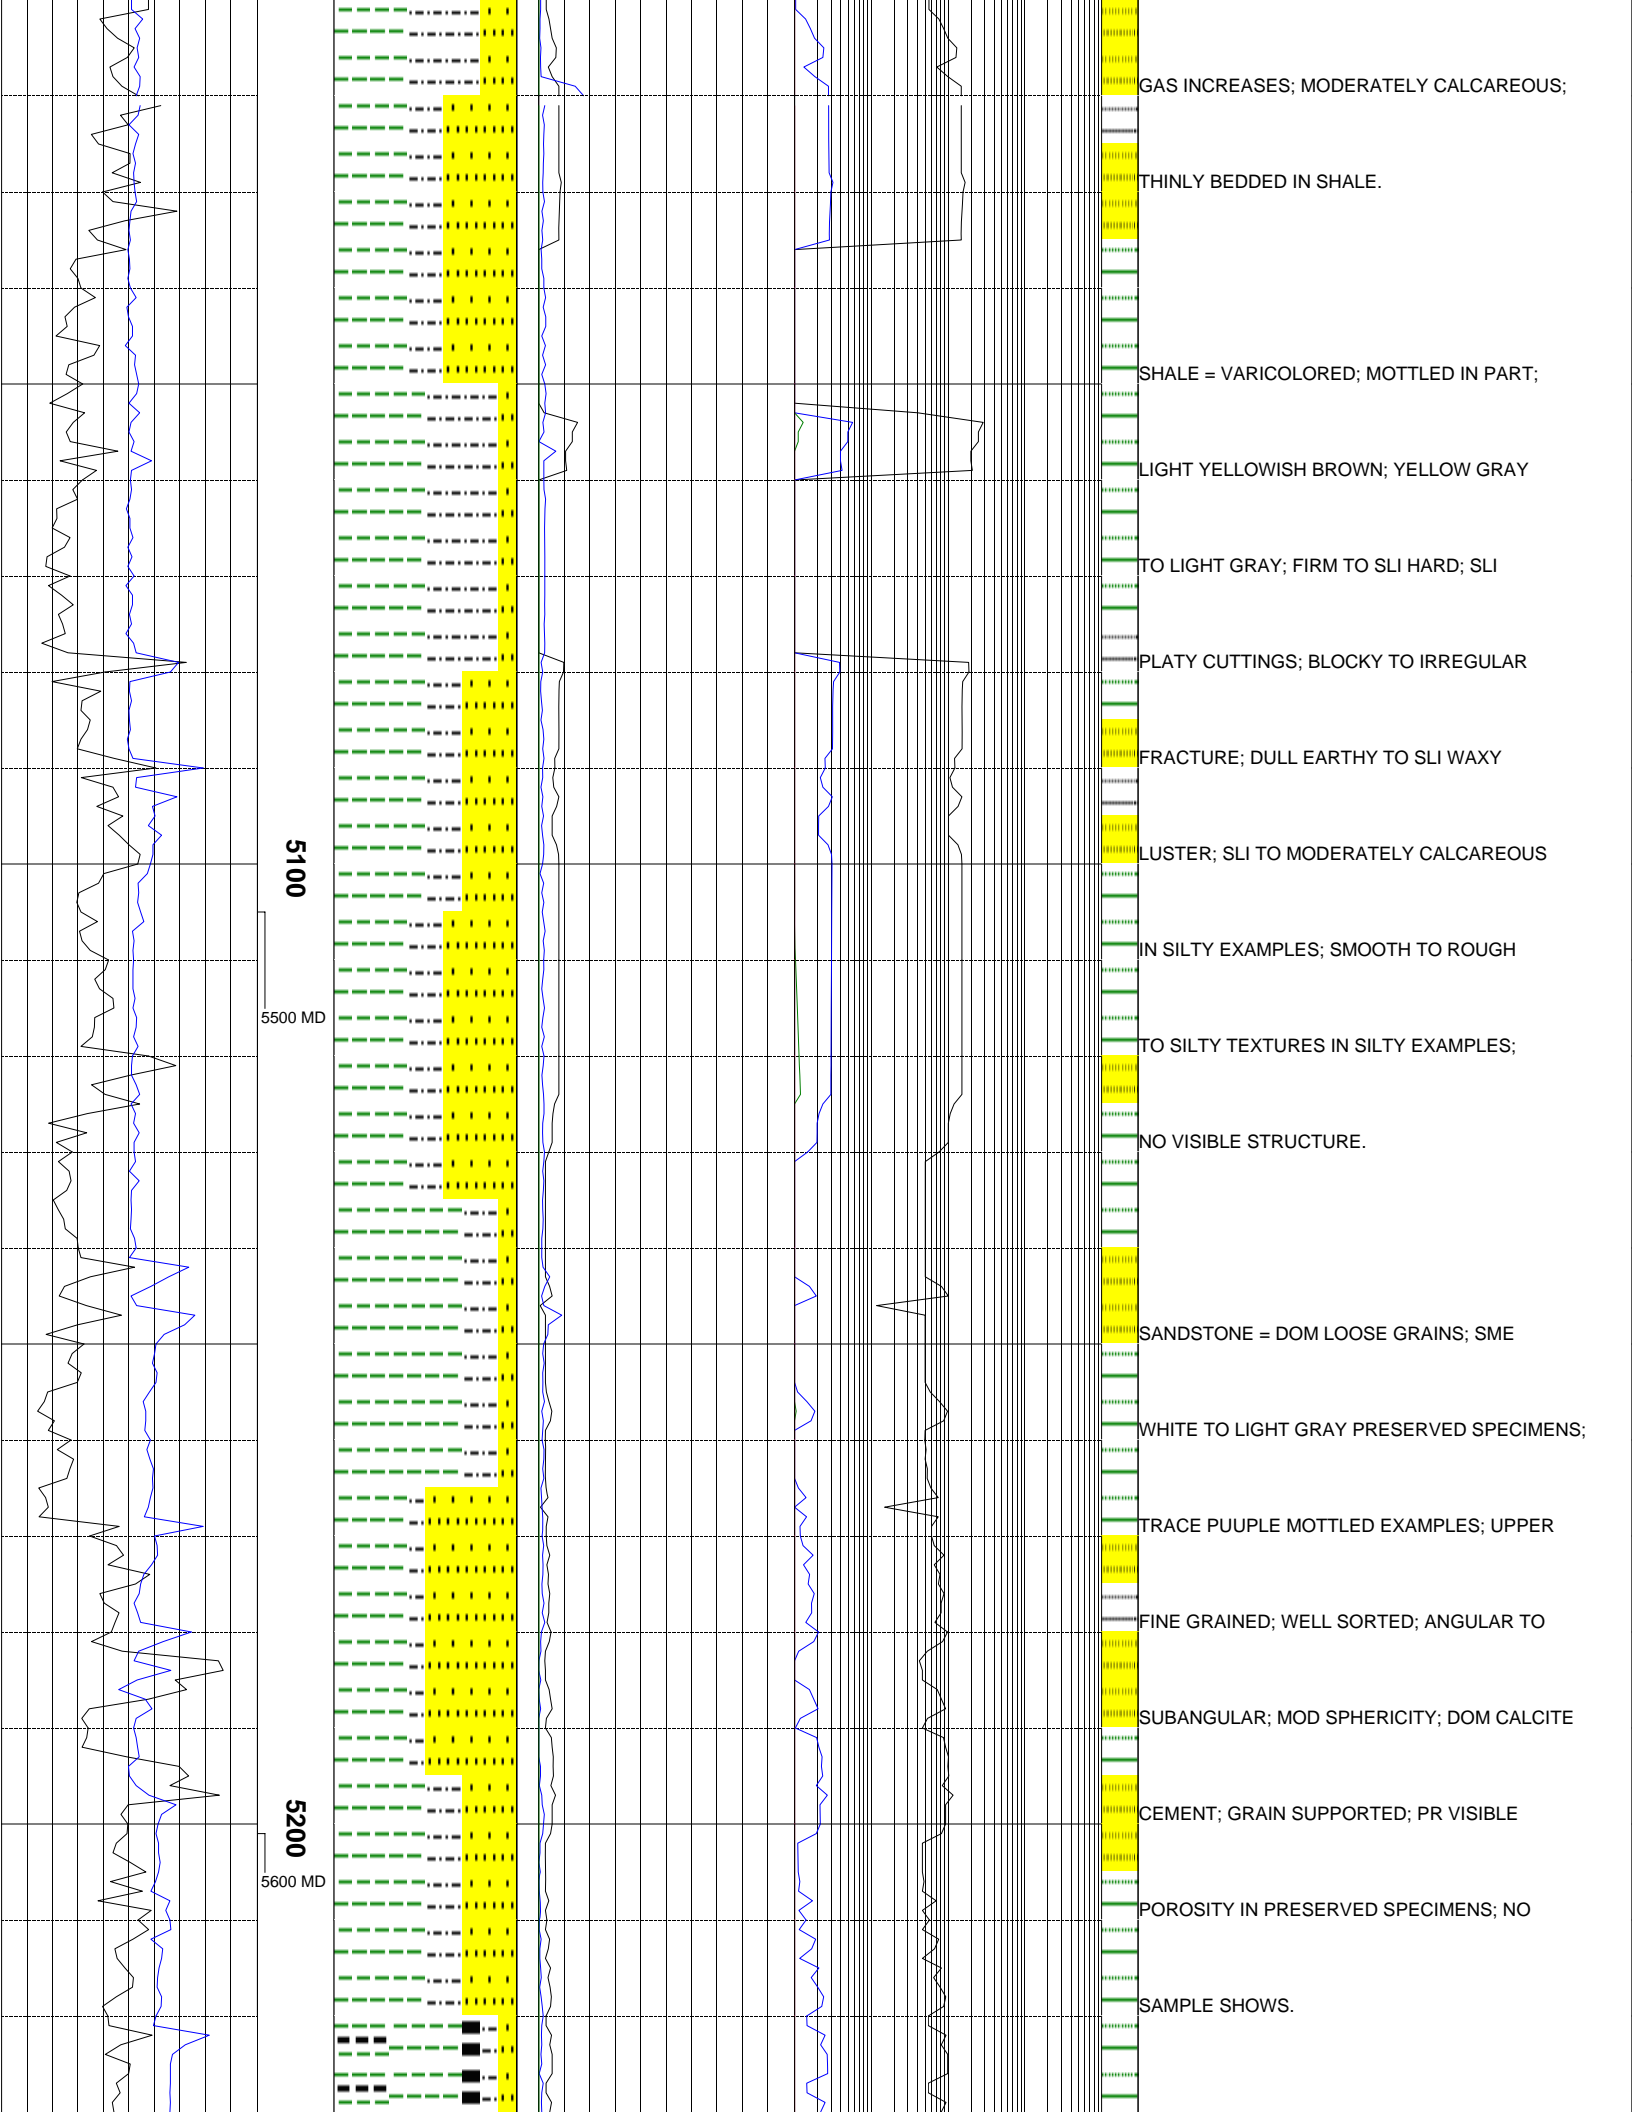 GAS INCREASES; MODERATELY CALCAREOUS;
THINLY BEDDED IN SHALE.
SHALE = VARICOLORED; MOTTLED IN PART;
LIGHT YELLOWISH BROWN; YELLOW GRAY
TO LIGHT GRAY; FIRM TO SLI HARD; SLI
PLATY CUTTINGS; BLOCKY TO IRREGULAR
FRACTURE; DULL EARTHY TO SLI WAXY
5100
LUSTER; SLI TO MODERATELY CALCAREOUS
IN SILTY EXAMPLES; SMOOTH TO ROUGH
5500 MD
TO SILTY TEXTURES IN SILTY EXAMPLES;
NO VISIBLE STRUCTURE.
SANDSTONE = DOM LOOSE GRAINS; SME
WHITE TO LIGHT GRAY PRESERVED SPECIMENS;
TRACE PUUPLE MOTTLED EXAMPLES; UPPER
FINE GRAINED; WELL SORTED; ANGULAR TO
SUBANGULAR; MOD SPHERICITY; DOM CALCITE
5200
CEMENT; GRAIN SUPPORTED; PR VISIBLE
5600 MD
POROSITY IN PRESERVED SPECIMENS; NO
SAMPLE SHOWS.